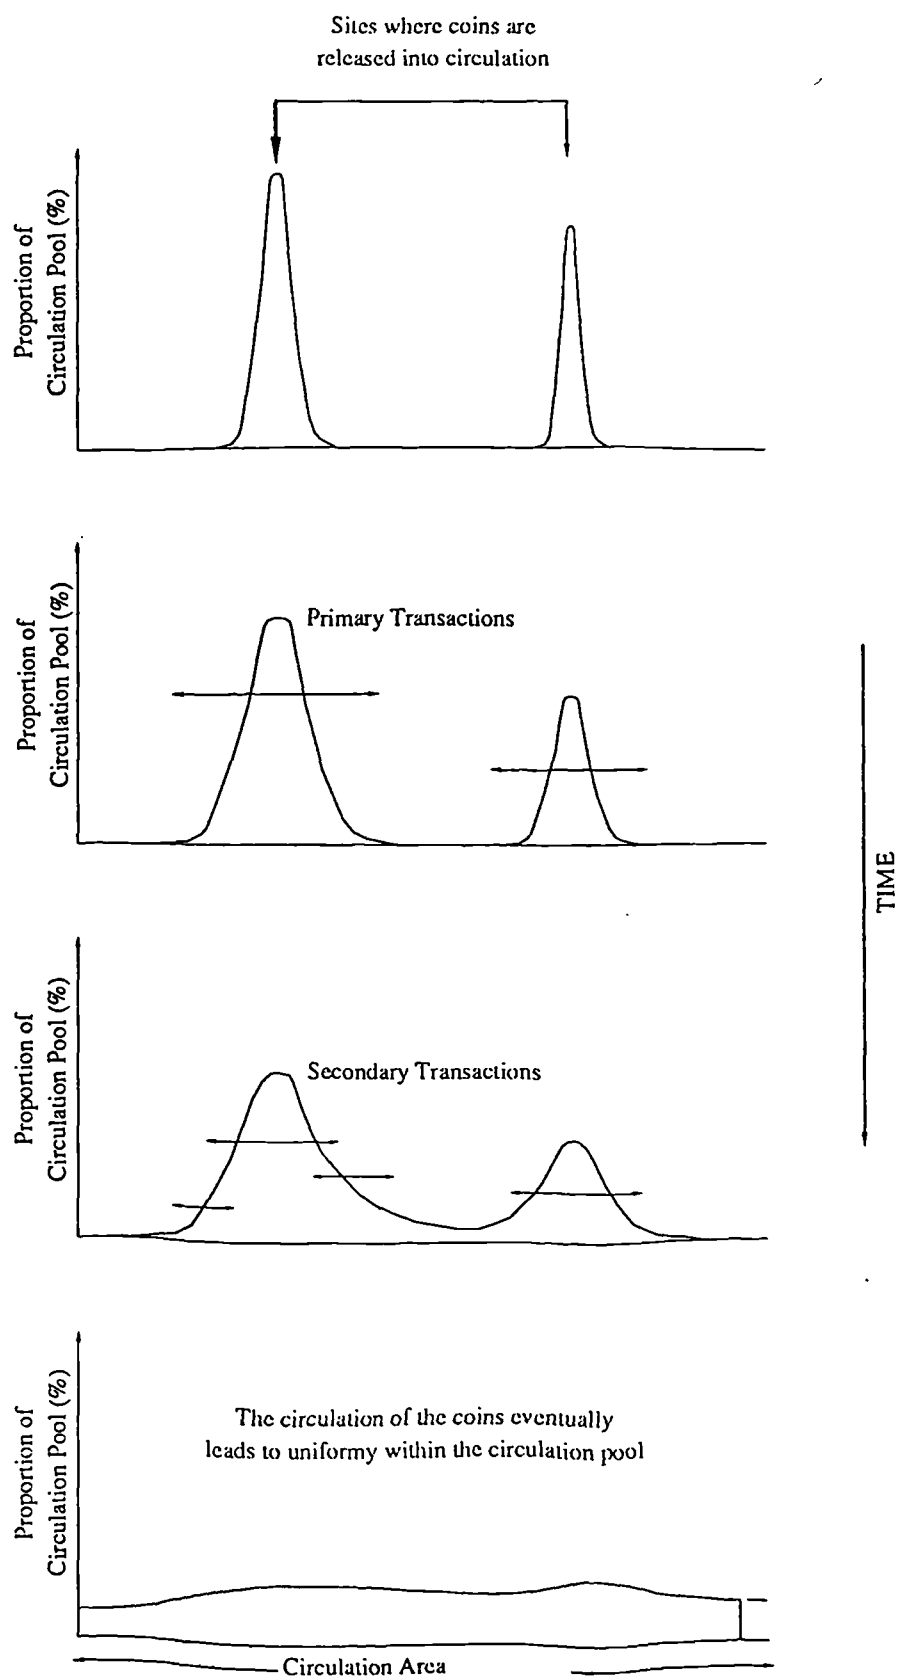 Sites where coins are
released into circulation
Proportion of
Circulation Pool (%)
Proportion of
Circulation Pool (%)
Primary Transactions
TIME
Proportion of
Circulation Pool (%)
Secondary Transactions
Proportion of
Circulation Pool (%)
The circulation of the coins eventually
leads to uniformy within the circulation pool
Circulation Area